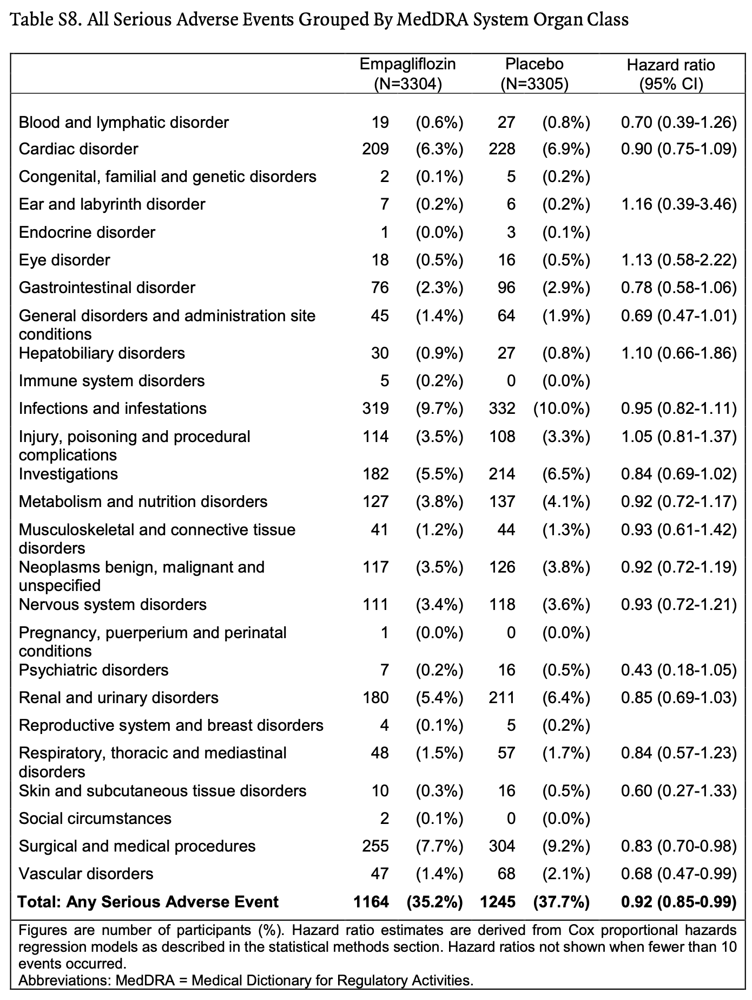 Table S8. All Serious Adverse Events Grouped By MedDRA System Organ Class
Empagliflozin Placebo Hazard ratio
(N=3304) (N=3305) (95% CI)
Blood and lymphatic disorder 19 (0.6%) 27 (0.8%) 0.70 (0.39-1.26)
Cardiac disorder 209 (6.3%) 228 (6.9%) 0.90 (0.75-1.09)
Congenital, familial and genetic disorders 2 (0.1%) 5 (0.2%)
Ear and labyrinth disorder 7 (0.2%) 6 (0.2%) 1.16 (0.39-3.46)
Endocrine disorder 1 (0.0%) 3 (0.1%)
Eye disorder 18 (0.5%) 16 (0.5%) 1.13 (0.58-2.22)
Gastrointestinal disorder 76 (2.3%) 96 (2.9%) 0.78 (0.58-1.06)
General disorders and administration site 45 (1.4%) 64 (1.9%) 0.69 (0.47-1.01)
conditions
Hepatobiliary disorders 30 (0.9%) 27 (0.8%) 1.10 (0.66-1.86)
Immune system disorders 5 (0.2%) 0 (0.0%)
Infections and infestations 319 (9.7%) 332 (10.0%) 0.95 (0.82-1.11)
Injury, poisoning and procedural 114 (3.5%) 108 (3.3%) 1.05 (0.81-1.37)
complications
Investigations 182 (5.5%) 214 (6.5%) 0.84 (0.69-1.02)
Metabolism and nutrition disorders 127 (3.8%) 137 (4.1%) 0.92 (0.72-1.17)
Musculoskeletal and connective tissue 41 (1.2%) 44 (1.3%) 0.93 (0.61-1.42)
disorders
Neoplasms benign, malignant and 117 (3.5%) 126 (3.8%) 0.92 (0.72-1.19)
unspecified
Nervous system disorders 111 (3.4%) 118 (3.6%) 0.93 (0.72-1.21)
Pregnancy, puerperium and perinatal 1 (0.0%) 0 (0.0%)
conditions
Psychiatric disorders 7 (0.2%) 16 (0.5%) 0.43 (0.18-1.05)
Renal and urinary disorders 180 (5.4%) 211 (6.4%) 0.85 (0.69-1.03)
Reproductive system and breast disorders 4 (0.1%) 5 (0.2%)
Respiratory, thoracic and mediastinal 48 (1.5%) 57 (1.7%) 0.84 (0.57-1.23)
disorders
Skin and subcutaneous tissue disorders 10 (0.3%) 16 (0.5%) 0.60 (0.27-1.33)
Social circumstances 2 (0.1%) 0 (0.0%)
Surgical and medical procedures 255 (7.7%) 304 (9.2%) 0.83 (0.70-0.98)
Vascular disorders 47 (1.4%) 68 (2.1%) 0.68 (0.47-0.99)
Total: Any Serious Adverse Event 1164 (35.2%) 1245 (37.7%) 0.92 (0.85-0.99)
Figures are number of participants (%). Hazard ratio estimates are derived from Cox proportional hazards
regression models as described in the statistical methods section. Hazard ratios not shown when fewer than 10
events occurred.
Abbreviations: MedDRA = Medical Dictionary for Regulatory Activities.